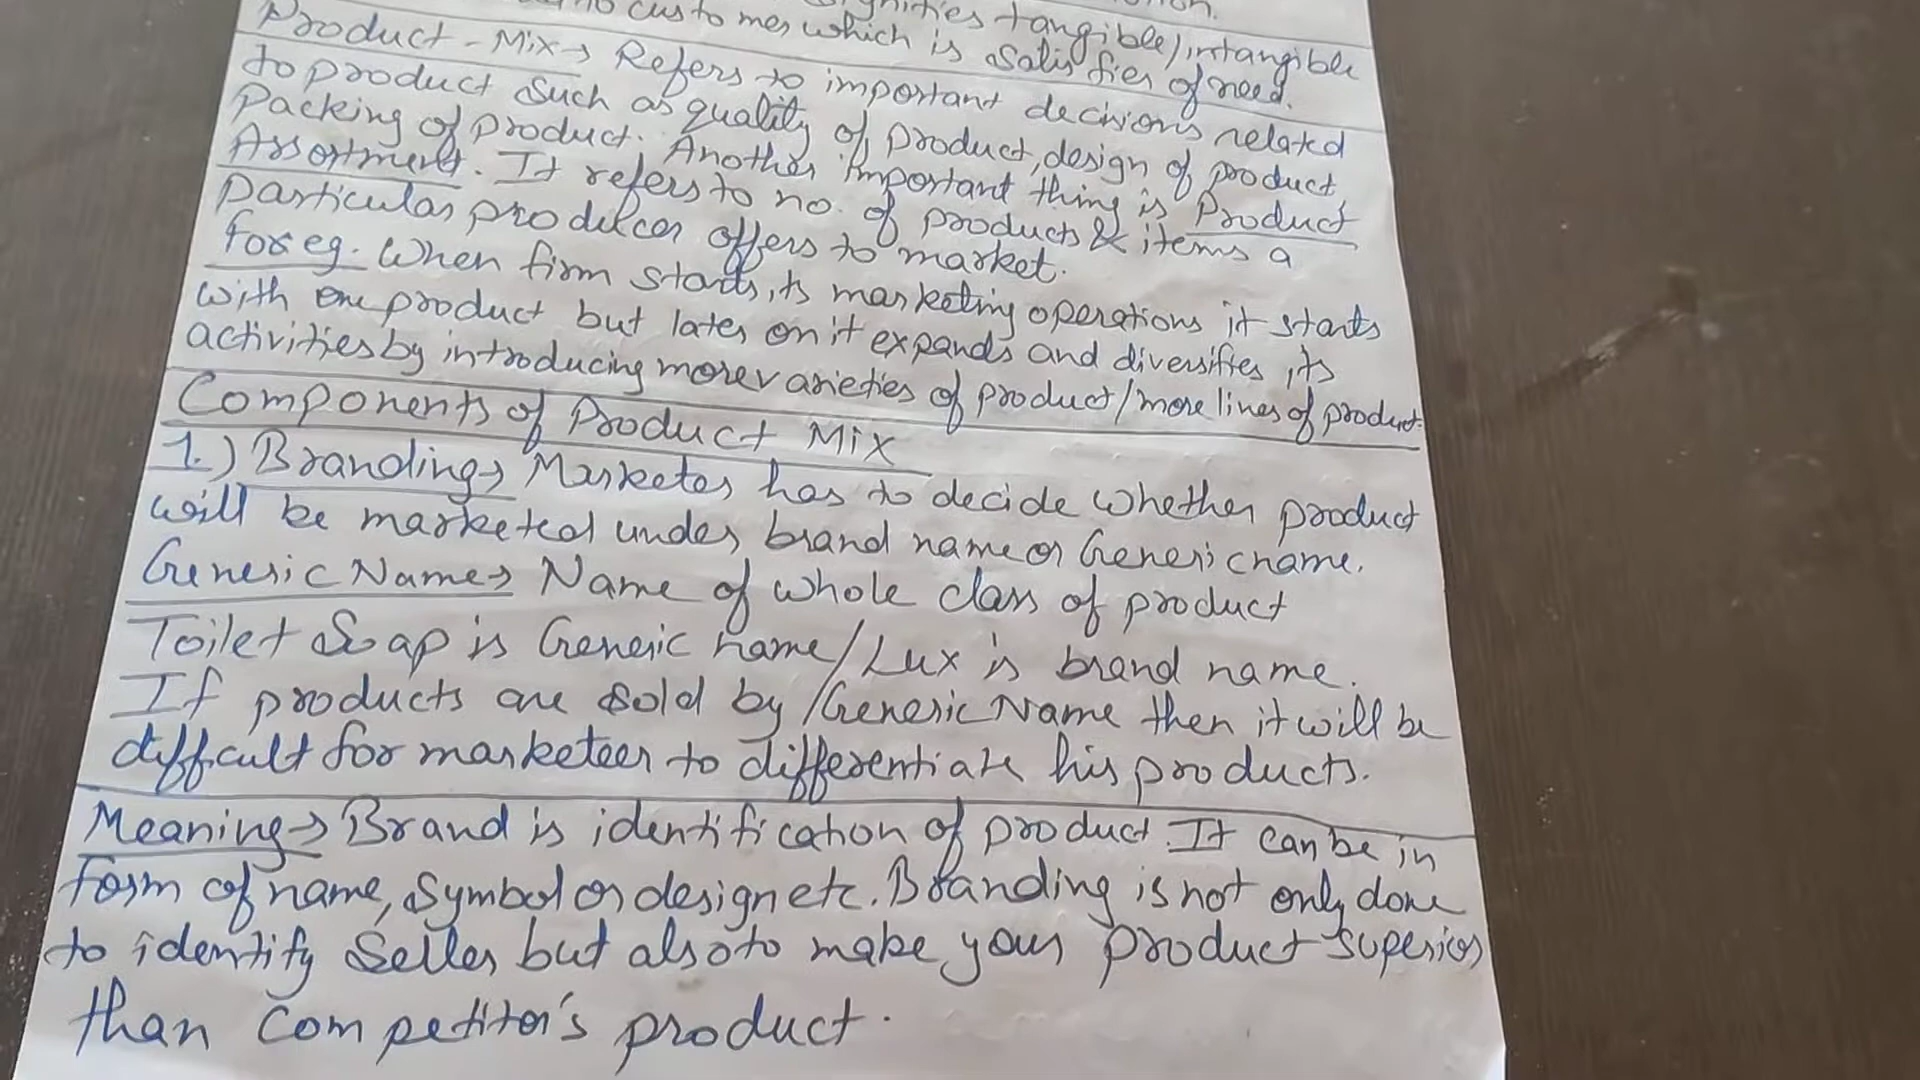 tangible/intangible
customer, which is satisfies of need.
Product-Mix→ Refers to important decisions related
to product such as quality of product, design of product,
Packing of product. Another important thing is Product
Assortment. It refers to no. of products & items a
particular producer offers to market.
For eg. When firm starts, its marketing operations it starts
with one product but later on it expands and diversifies its
activities by introducing more varieties of product/more lines of product.
Components of Product Mix
1.) Branding→ Marketer has to decide whether product
will be marketed under brand name or Generic name.
Generic Name→ Name of whole class of product
Toilet Soap is Generic name/Lux is brand name.
If products are sold by/Generic Name then it will be
difficult for marketeer to differentiate his products.
Meaning→ Brand is identification of product. It can be in
form of name, symbol or design etc. Branding is not only done
to identify seller but also to make your product superior
than competitor's product.